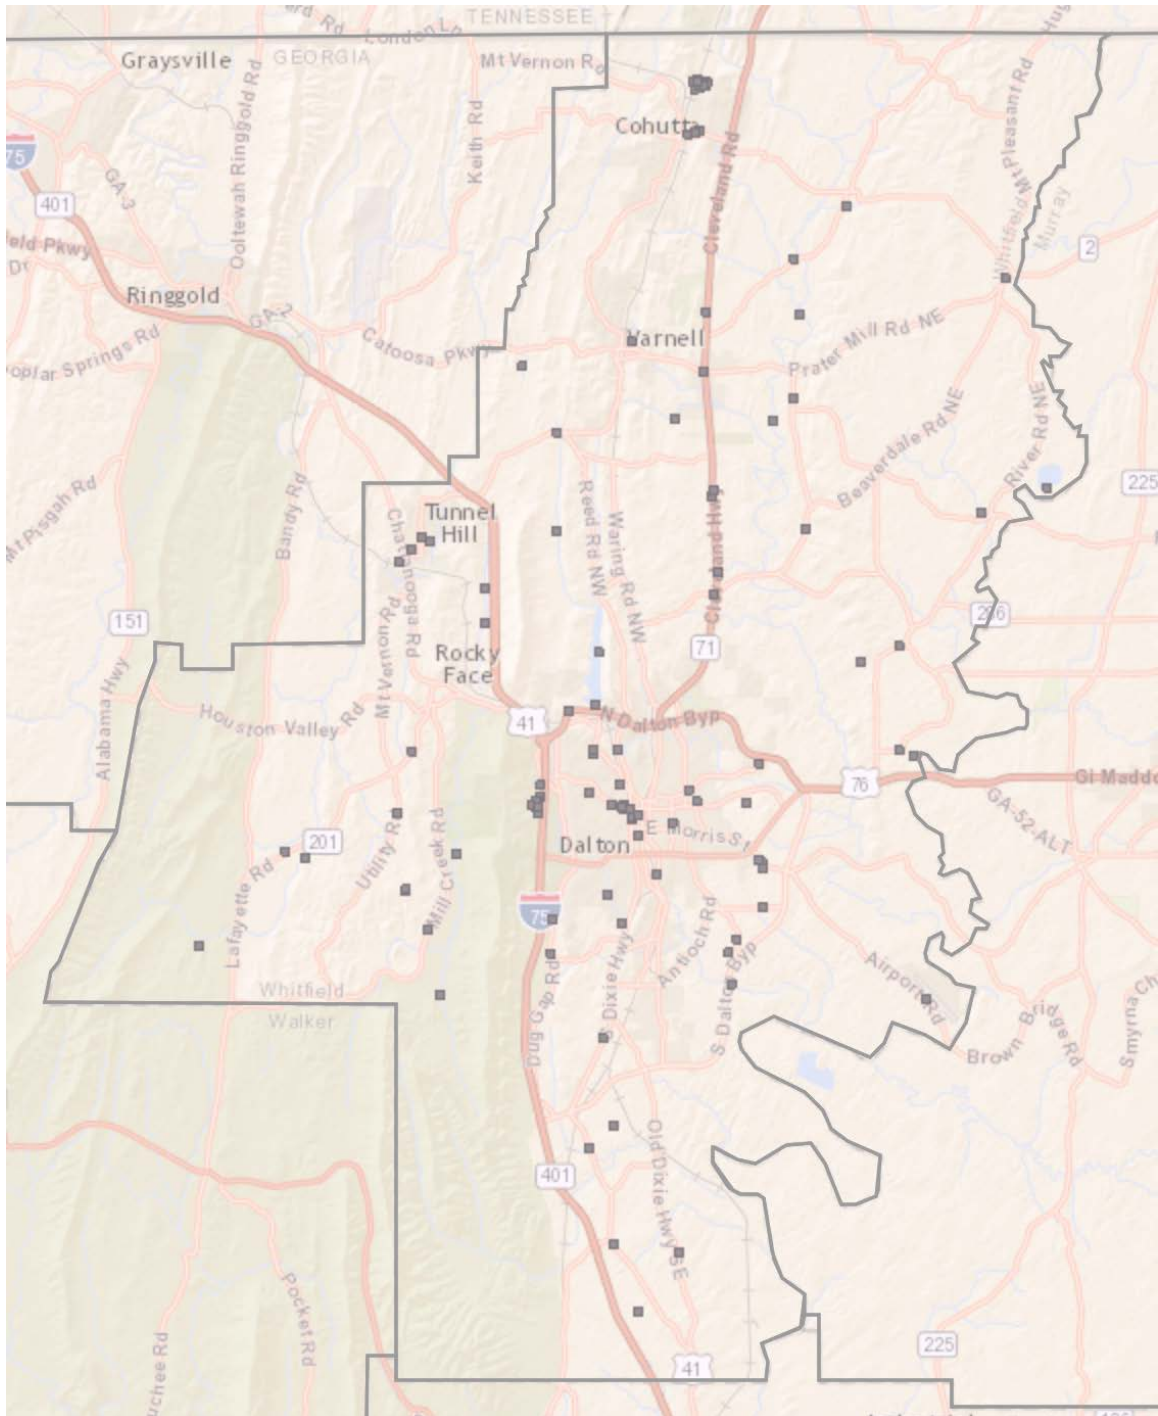 TENNESSEE
London Ln
Graysville
GEORGIA
Mt Vernon Rd
Ooltewah Ringgold Rd
Keith Rd
Cohutta
75
GA-3
401
Cleveland Rd
Whitfield
Mt Pleasant Rd
Murray
2
Ringgold
GA-2
Catoosa Pkwy
Varnell
Prater Mill Rd NE
Beaverdale Rd NE
River Rd NE
225
Mt Pisgah Rd
Bandy Rd
Tunnel
Hill
Chattanooga Rd
Reed Rd NW
Waring Rd NW
Cleveland Hwy
151
286
Rocky
Face
71
Mt Vernon Rd
Alabama Hwy
Houston Valley Rd
41
N Dalton Byp
76
GA-52-ALT
201
Dalton
E Morris St
Utility Rd
Mill Creek Rd
Lafayette Rd
75
Antioch Rd
S Dixie Hwy
S Dalton Byp
Airport Rd
Dug Gap Rd
Whitfield
Walker
Brown Bridge Rd
401
Old Dixie Hwy SE
Pocket Rd
225
41